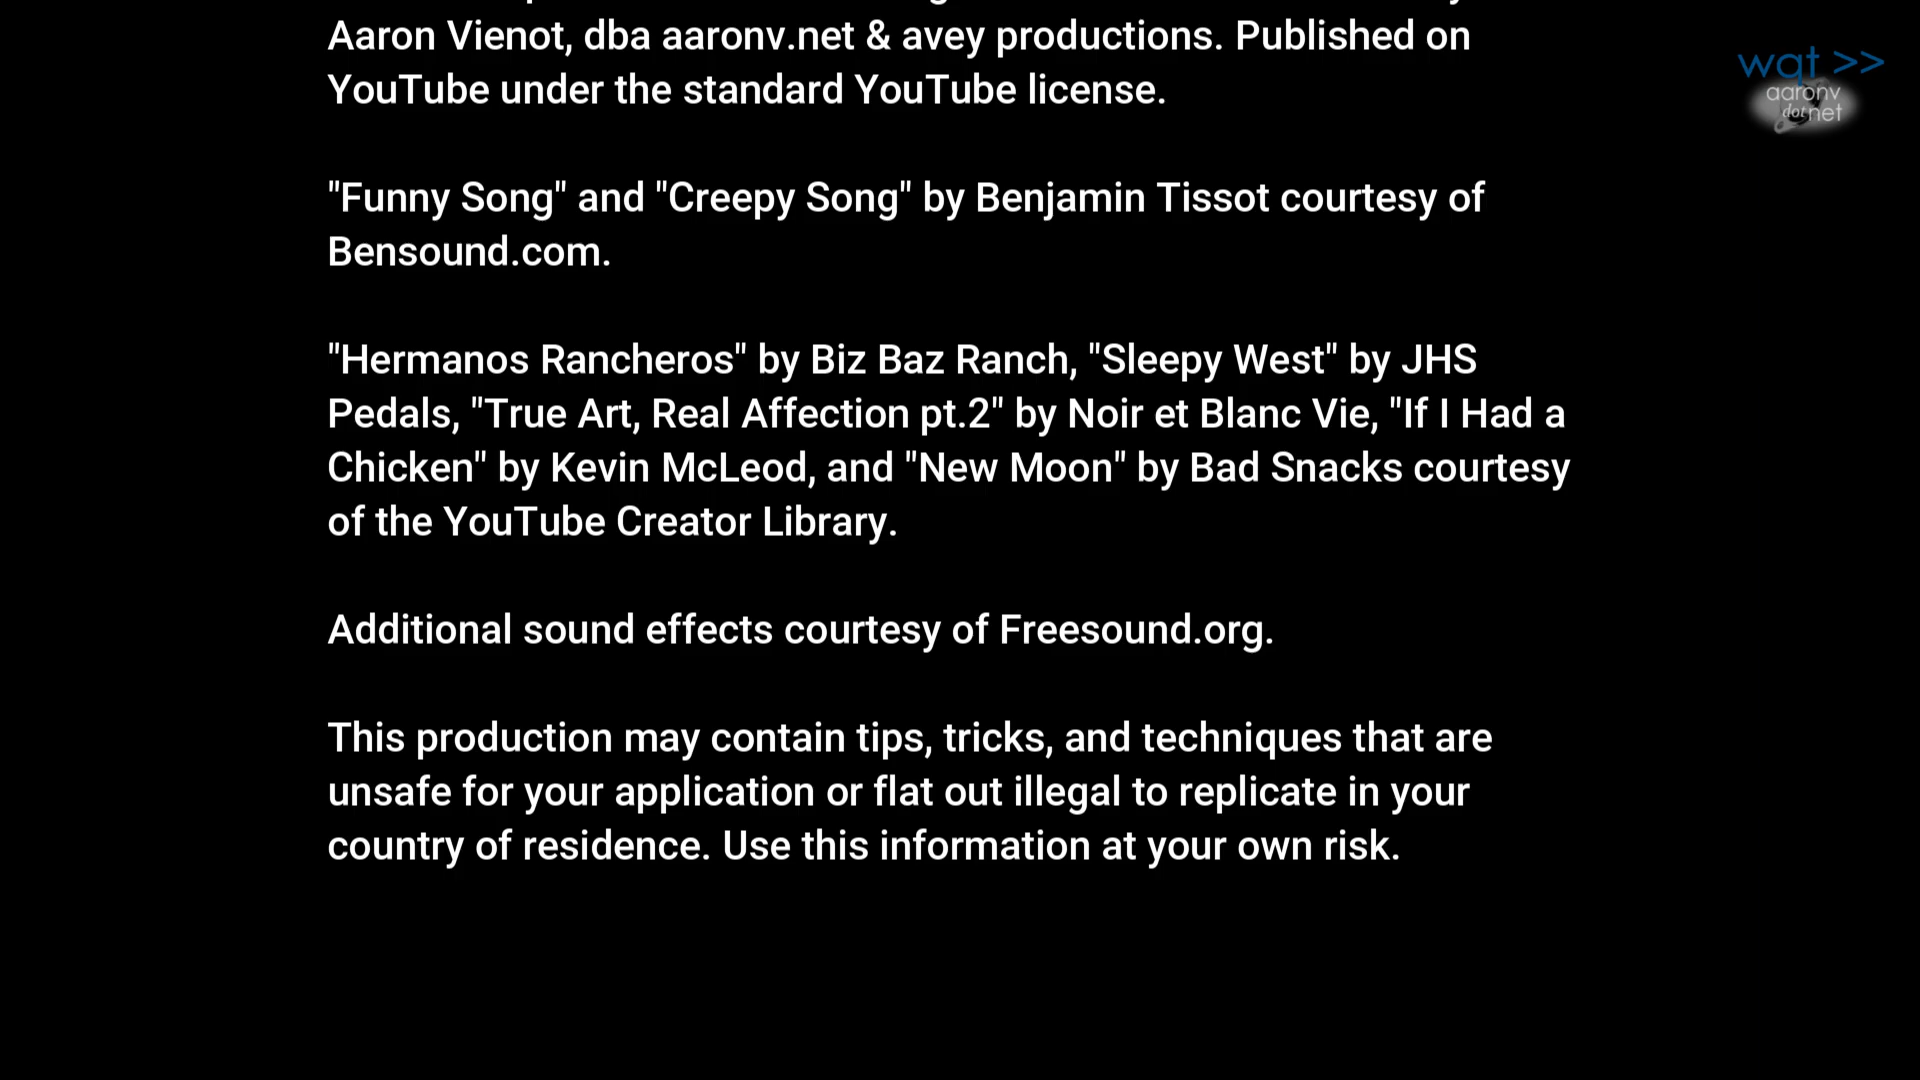 Aaron Vienot, dba aaronv.net & avey productions. Published on
YouTube under the standard YouTube license.
"Funny Song" and "Creepy Song" by Benjamin Tissot courtesy of
Bensound.com.
"Hermanos Rancheros" by Biz Baz Ranch, "Sleepy West" by JHS
Pedals, "True Art, Real Affection pt.2" by Noir et Blanc Vie, "If I Had a
Chicken" by Kevin McLeod, and "New Moon" by Bad Snacks courtesy
of the YouTube Creator Library.
Additional sound effects courtesy of Freesound.org.
This production may contain tips, tricks, and techniques that are
unsafe for your application or flat out illegal to replicate in your
country of residence. Use this information at your own risk.
wqt >>
aaronv
dot net